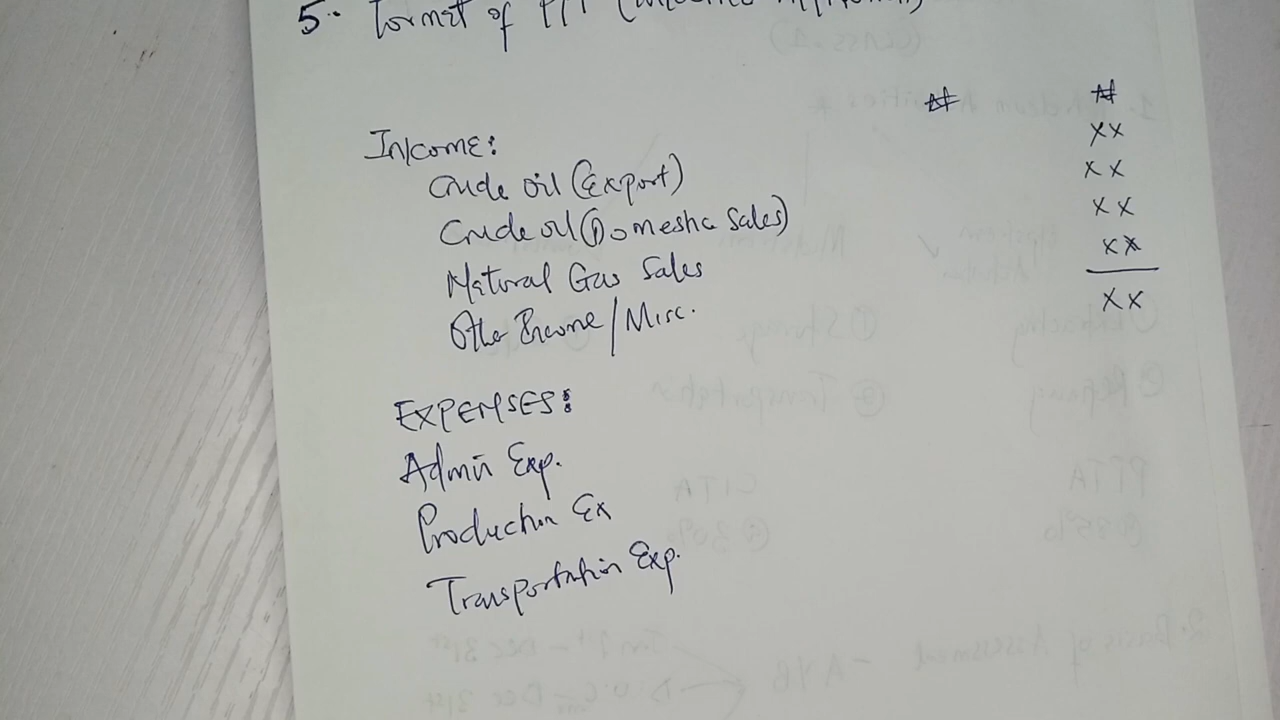 5. Format of PPT (
₦ ₦
Income: xx
Crude oil (Export) xx
Crude oil (Domestic Sales) xx
Natural Gas Sales xx
Other Income / Misc. xx
EXPENSES:
Admin Exp.
Production Ex
Transportation Exp.